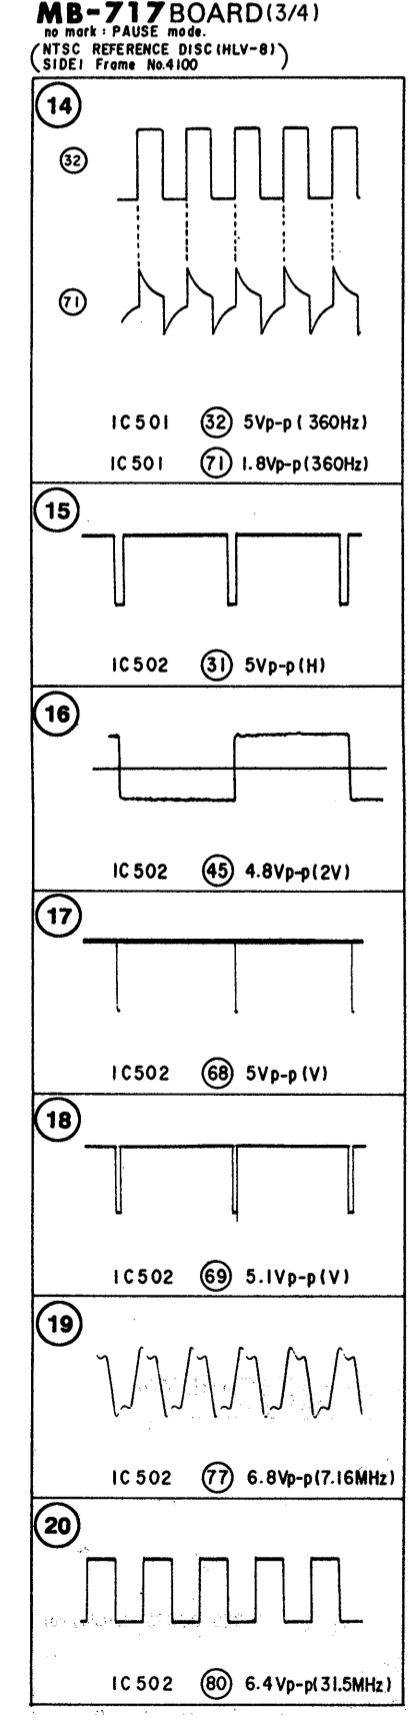 MB-717 BOARD (3/4)
no mark : PAUSE mode.
(NTSC REFERENCE DISC (HLV-8)
SIDE1 Frame No.4100)
14
32
71
IC501 32 5Vp-p ( 360Hz)
IC501 71 1.8Vp-p(360Hz)
15
IC502 31 5Vp-p(H)
16
IC502 45 4.8Vp-p(2V)
17
IC502 68 5Vp-p(V)
18
IC502 69 5.1Vp-p(V)
19
IC502 77 6.8Vp-p(7.16MHz)
20
IC502 80 6.4Vp-p(31.5MHz)